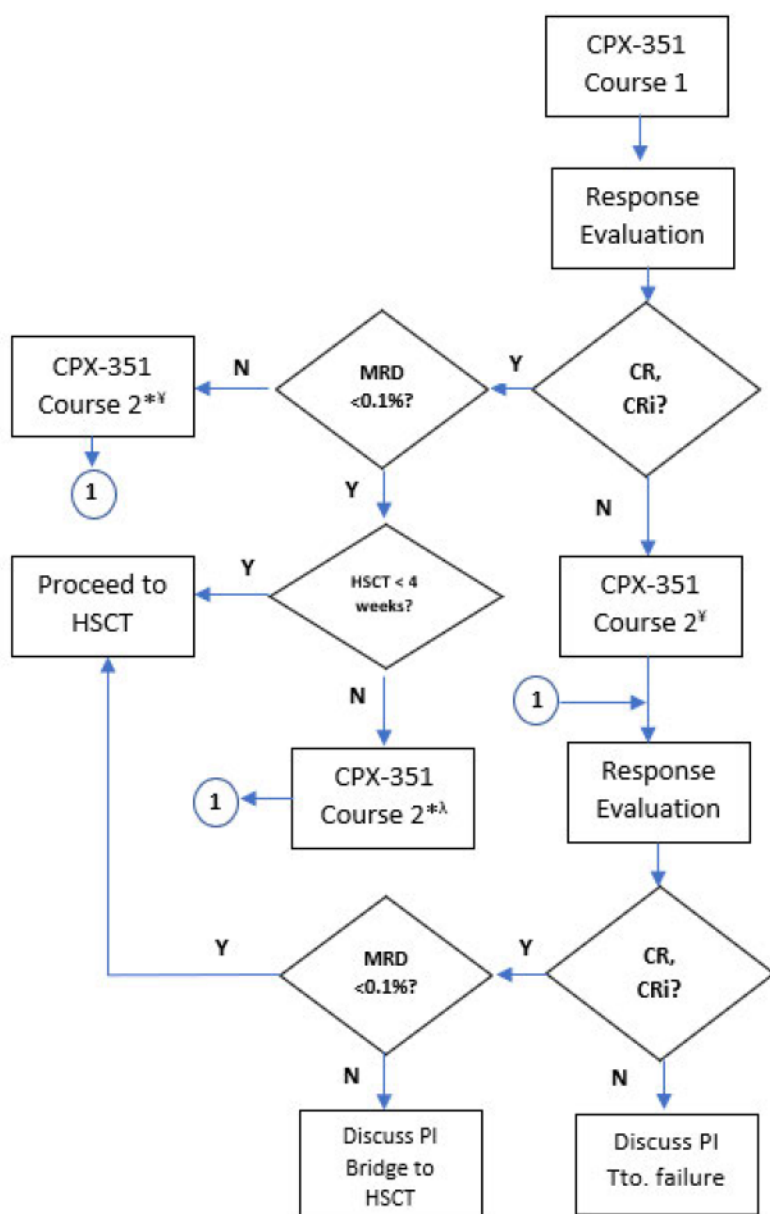 CPX-351
Course 1
Response
Evaluation
CR,
CRi?
Y
MRD
<0.1%?
N
CPX-351
Course 2*¥
1
Y
N
HSCT < 4
weeks?
Y
Proceed to
HSCT
CPX-351
Course 2¥
N
1
CPX-351
Course 2*λ
1
Response
Evaluation
CR,
CRi?
Y
MRD
<0.1%?
Y
N
N
Discuss PI
Bridge to
HSCT
Discuss PI
Tto. failure